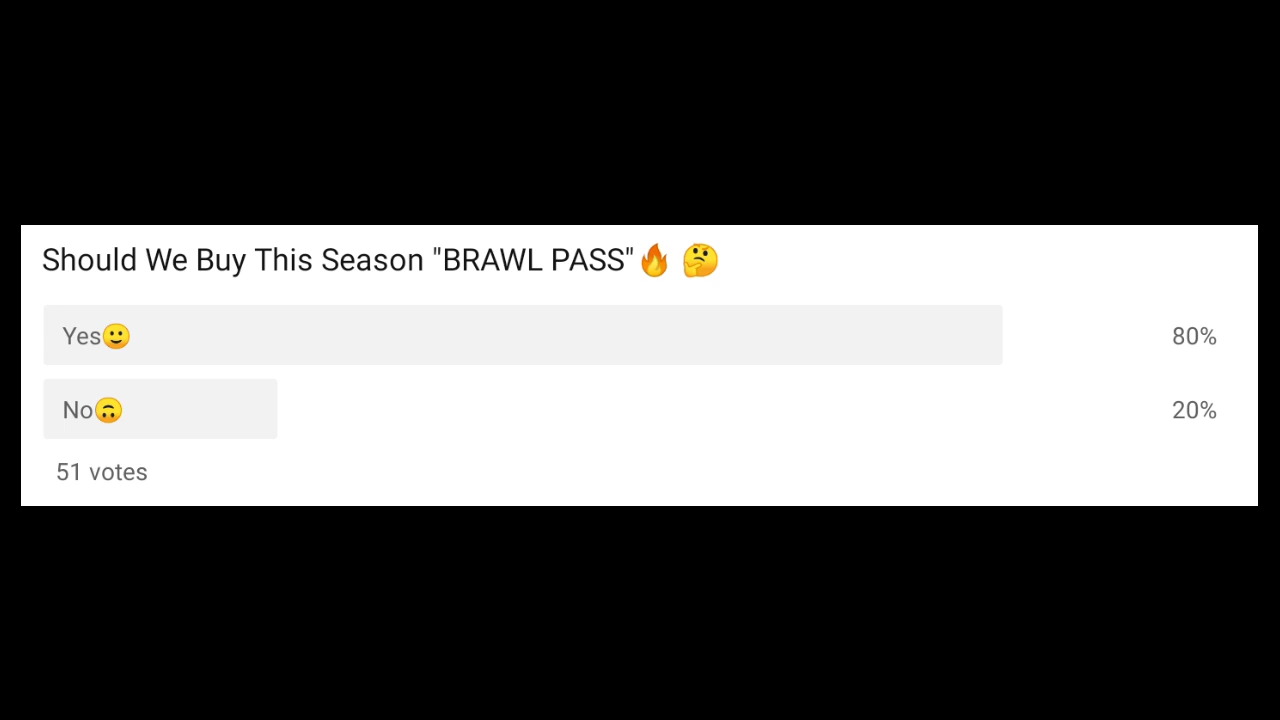 Should We Buy This Season "BRAWL PASS"🔥 🤔
Yes🙂 80%
No🙃 20%
51 votes